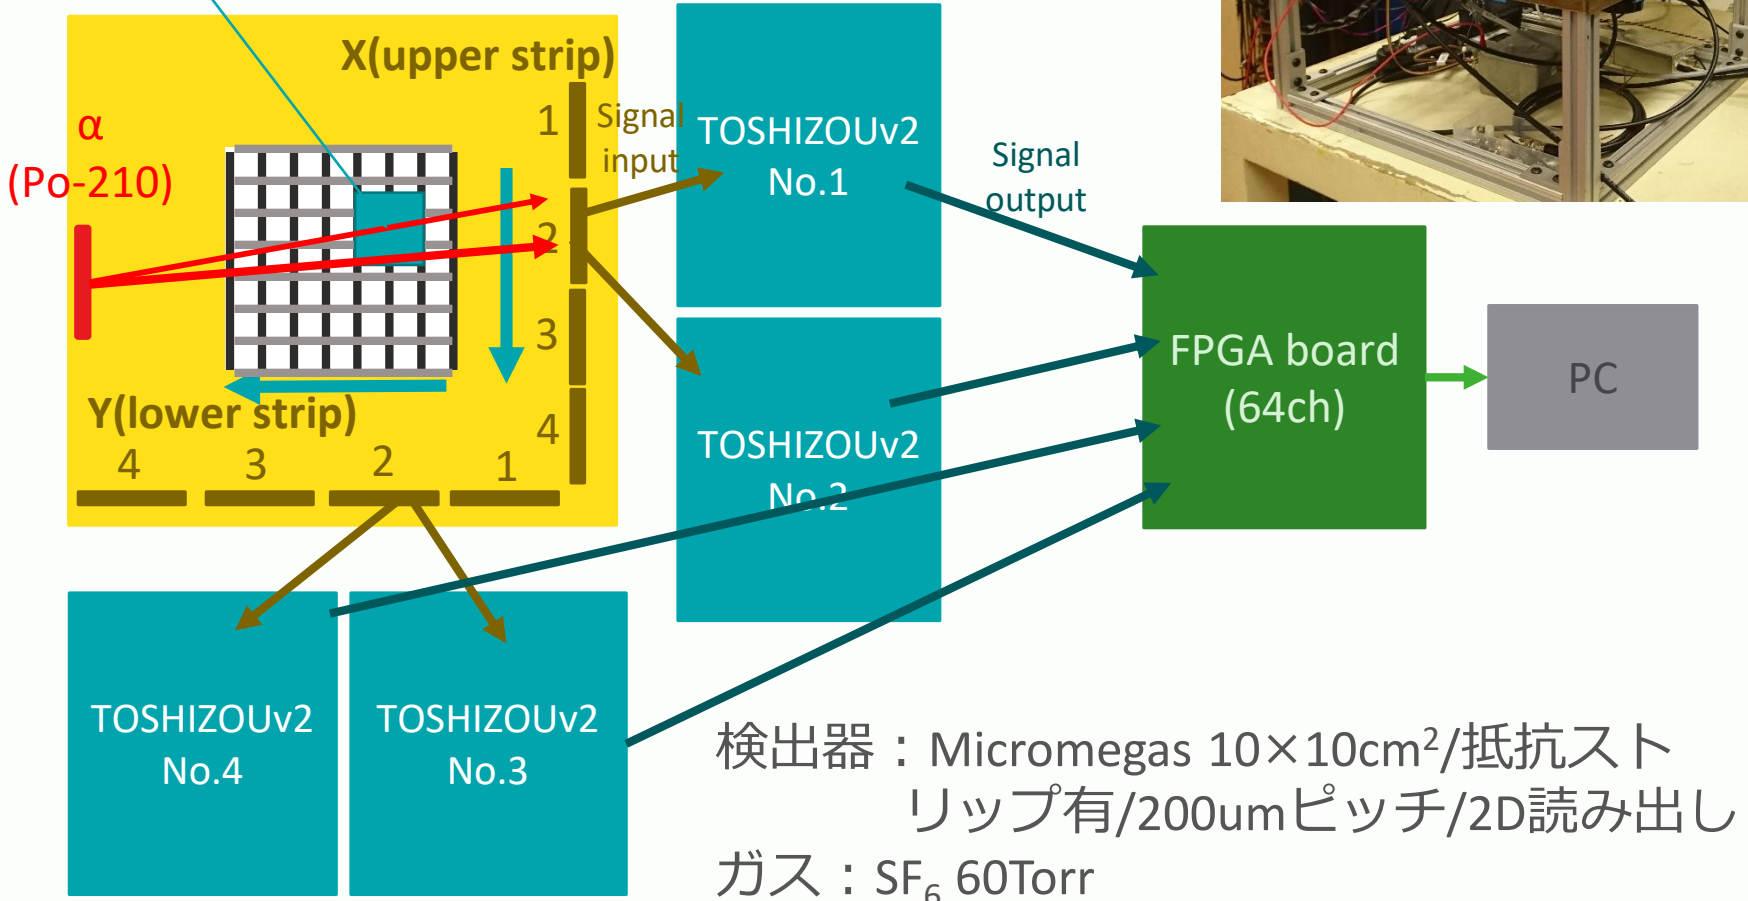 X(upper strip)
1
2
3
4
α
(Po-210)
Y(lower strip)
4 3 2 1
Signal
input
TOSHIZOUv2
No.1
Signal
output
TOSHIZOUv2
No.2
FPGA board
(64ch)
PC
TOSHIZOUv2
No.4
TOSHIZOUv2
No.3
検出器：Micromegas 10×10cm²/抵抗スト
リップ有/200umピッチ/2D読み出し
ガス：SF₆ 60Torr